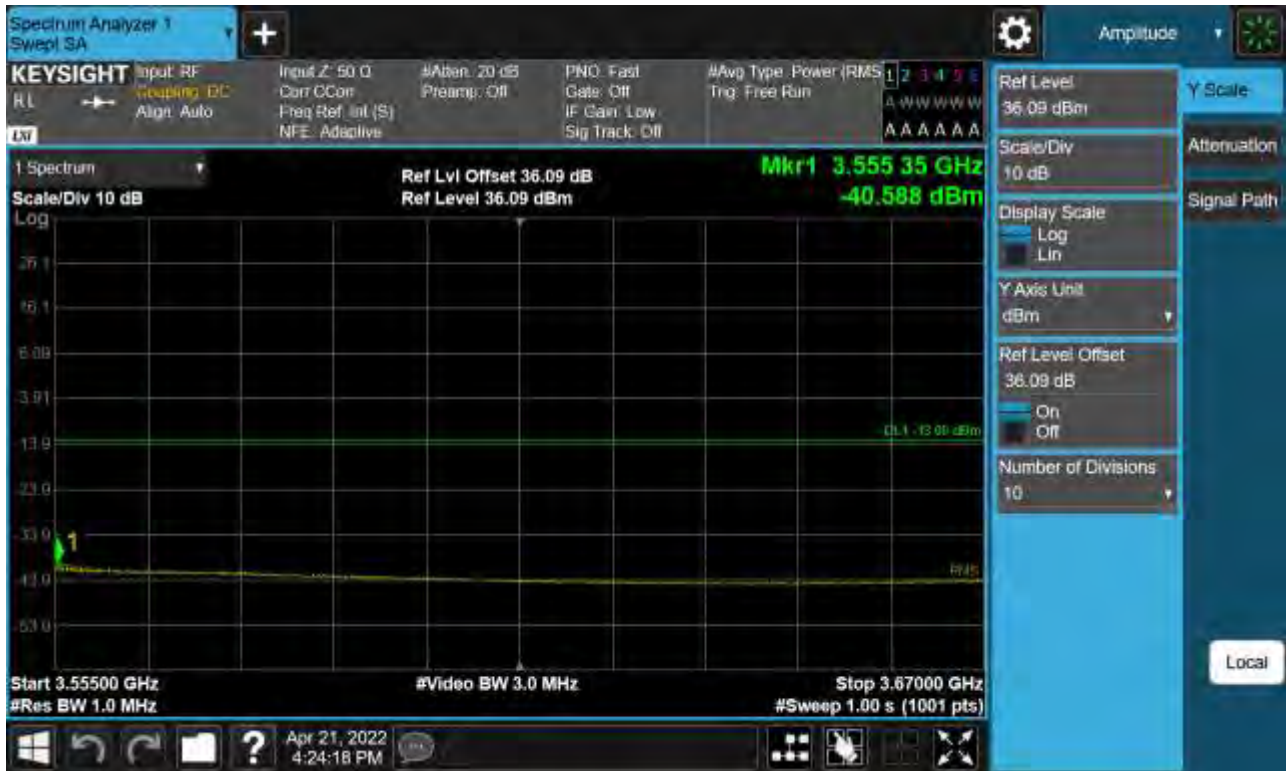 Spectrum Analyzer 1
Swept SA
Amplitude
KEYSIGHT
Input: RF
Coupling: DC
Align: Auto
Input Z: 50 Ω
Corr CCorr
Freq Ref: Int (S)
NFE: Adaptive
#Atten: 20 dB
Preamp: Off
PNO: Fast
Gate: Off
IF Gain: Low
Sig Track: Off
#Avg Type: Power (RMS
Trig: Free Run
1 2 3 4 5 6
A W W W W W
A A A A A A
RL
1 Spectrum
Scale/Div 10 dB
Log
Ref Lvl Offset 36.09 dB
Ref Level 36.09 dBm
Mkr1 3.555 35 GHz
-40.588 dBm
26.1
16.1
6.09
-3.91
-13.9
-23.9
-33.9
-43.9
-53.9
DL1 -13.00 dBm
1
RMS
Start 3.55500 GHz
#Res BW 1.0 MHz
#Video BW 3.0 MHz
Stop 3.67000 GHz
#Sweep 1.00 s (1001 pts)
Ref Level
36.09 dBm
Scale/Div
10 dB
Display Scale
Log
Lin
Y Axis Unit
dBm
Ref Level Offset
36.09 dB
On
Off
Number of Divisions
10
Y Scale
Attenuation
Signal Path
Local
?
Apr 21, 2022
4:24:18 PM